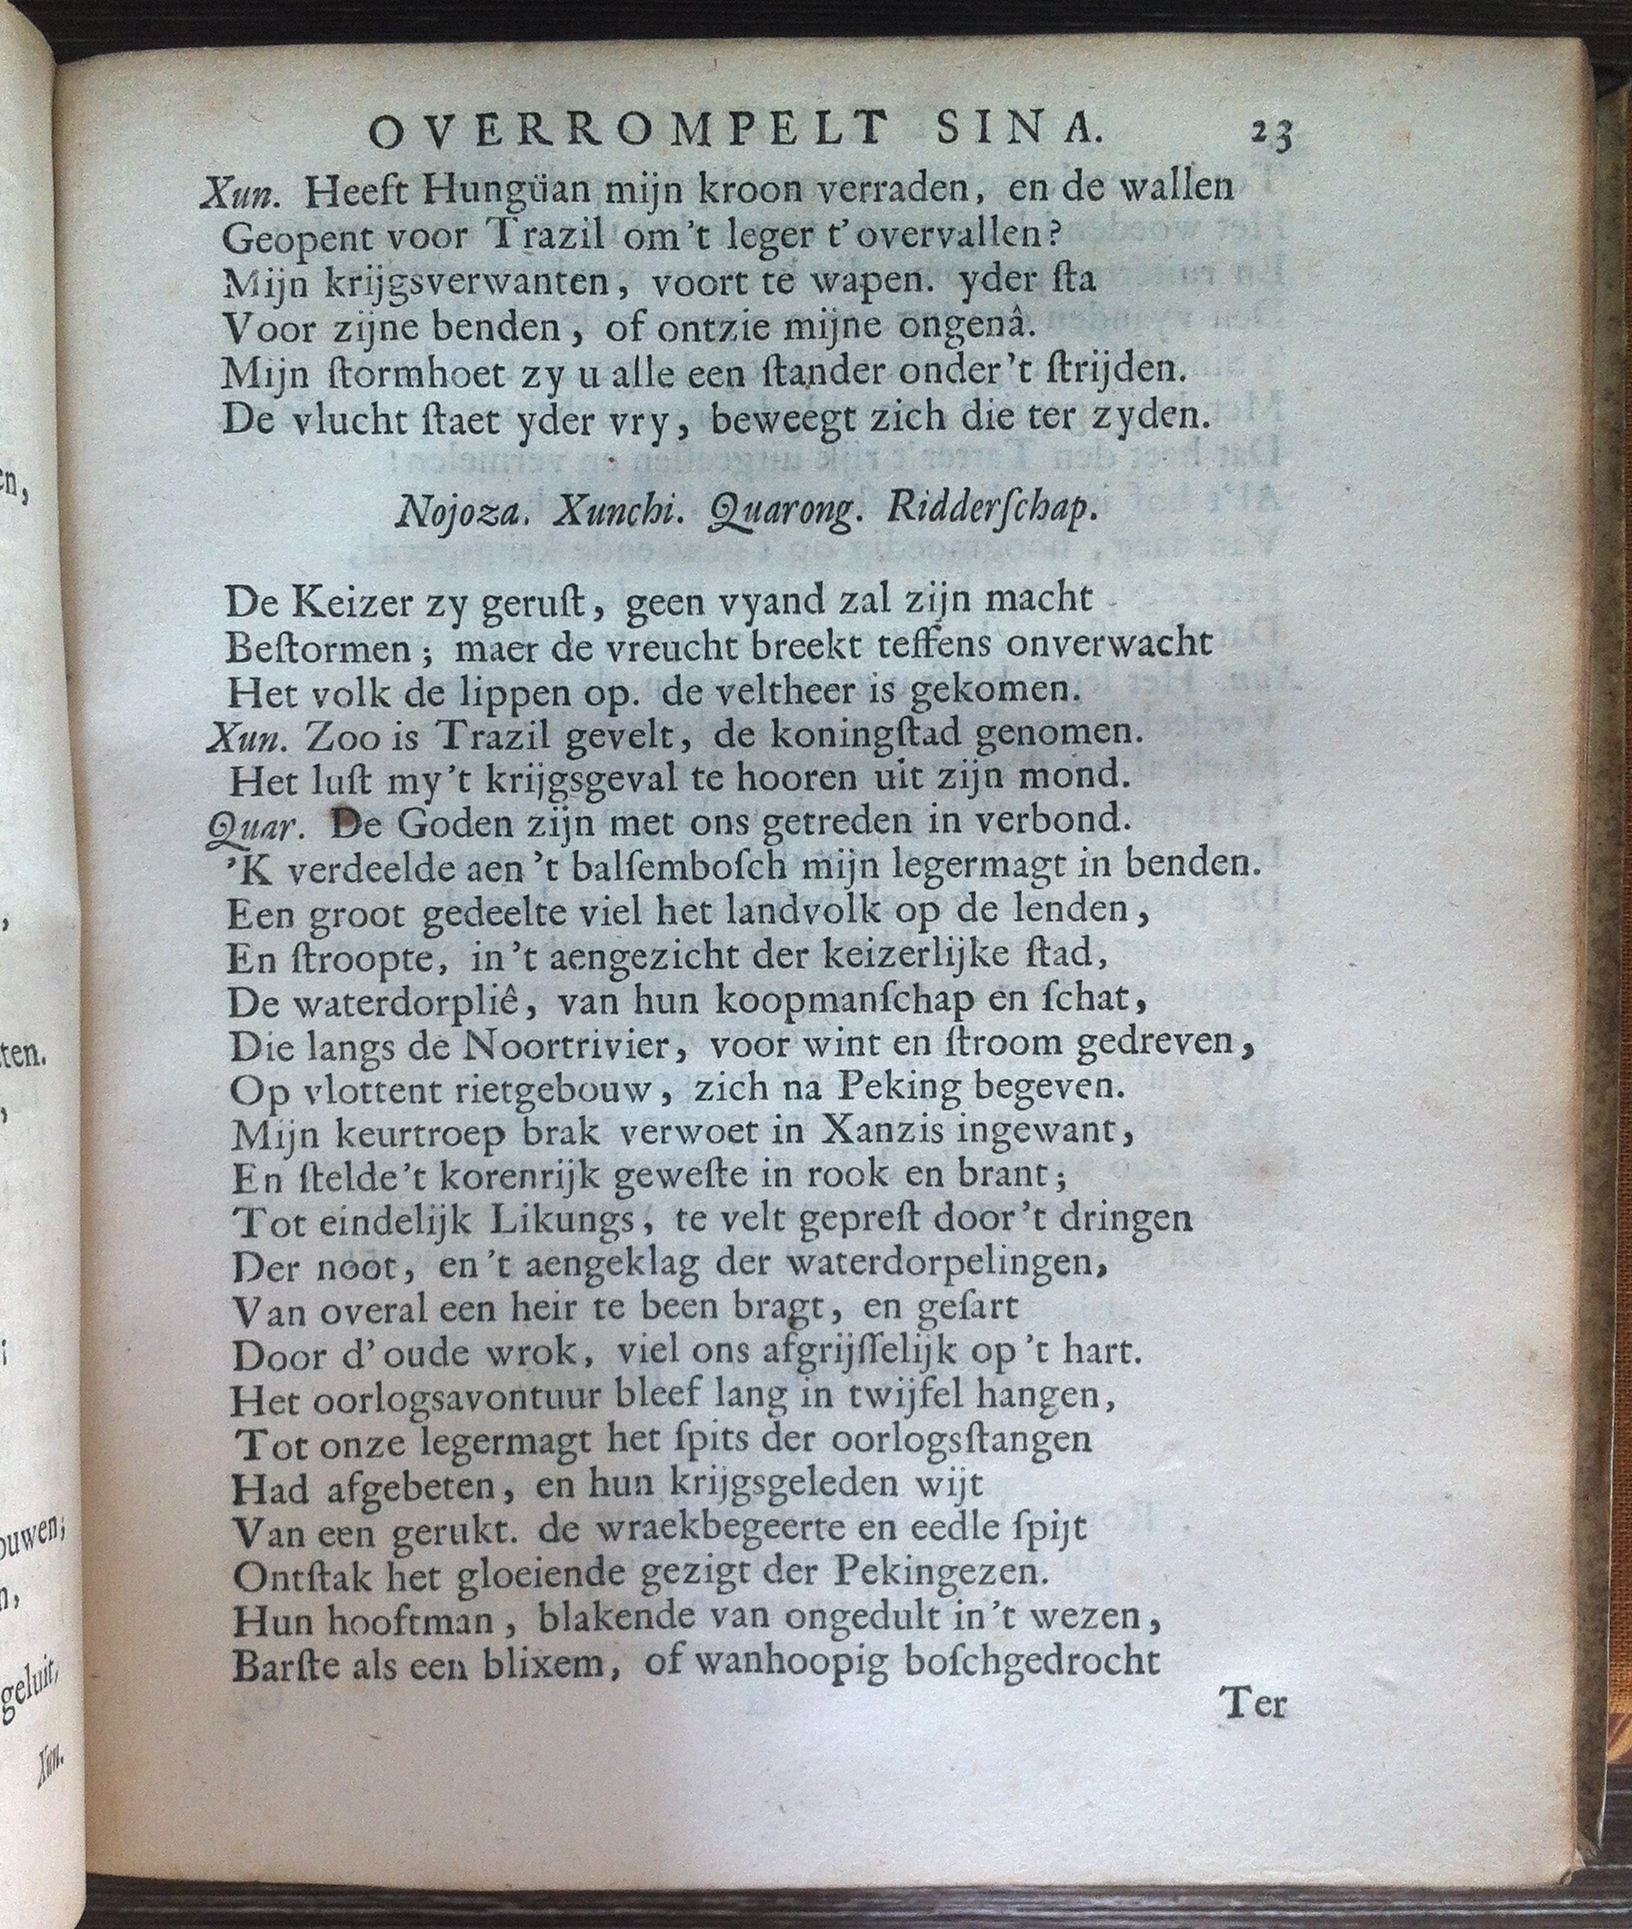 OVERROMPELT SINA. 23
Xun. Heeft Hungüan mijn kroon verraden, en de wallen
Geopent voor Trazil om 't leger t' overvallen?
Mijn krijgsverwanten, voort te wapen. yder ſta
Voor zijne benden, of ontzie mijne ongenâ.
Mijn ſtormhoet zy u alle een ſtander onder 't ſtrijden.
De vlucht ſtaet yder vry, beweegt zich die ter zyden.
Nojoza. Xunchi. Quarong. Ridderſchap.
De Keizer zy geruſt, geen vyand zal zijn macht
Beſtormen; maer de vreucht breekt teffens onverwacht
Het volk de lippen op. de veltheer is gekomen.
Xun. Zoo is Trazil gevelt, de koningſtad genomen.
Het luſt my 't krijgsgeval te hooren uit zijn mond.
Quar. De Goden zijn met ons getreden in verbond.
'K verdeelde aen 't balſemboſch mijn legermagt in benden.
Een groot gedeelte viel het landvolk op de lenden,
En ſtroopte, in 't aengezicht der keizerlijke ſtad,
De waterdorpliê, van hun koopmanſchap en ſchat,
Die langs de Noortrivier, voor wint en ſtroom gedreven,
Op vlottent rietgebouw, zich na Peking begeven.
Mijn keurtroep brak verwoet in Xanzis ingewant,
En ſtelde 't korenrijk geweſte in rook en brant;
Tot eindelijk Likungs, te velt gepreſt door 't dringen
Der noot, en 't aengeklag der waterdorpelingen,
Van overal een heir te been bragt, en geſart
Door d' oude wrok, viel ons afgrijſſelijk op 't hart.
Het oorlogsavontuur bleef lang in twijfel hangen,
Tot onze legermagt het ſpits der oorlogsſtangen
Had afgebeten, en hun krijgsgeleden wijt
Van een gerukt. de wraekbegeerte en eedle ſpijt
Ontſtak het gloeiende gezigt der Pekingezen.
Hun hooftman, blakende van ongedult in 't wezen,
Barſte als een blixem, of wanhoopig boſchgedrocht
Ter
en,
ten.
ouwen;
geluit,
Xun.